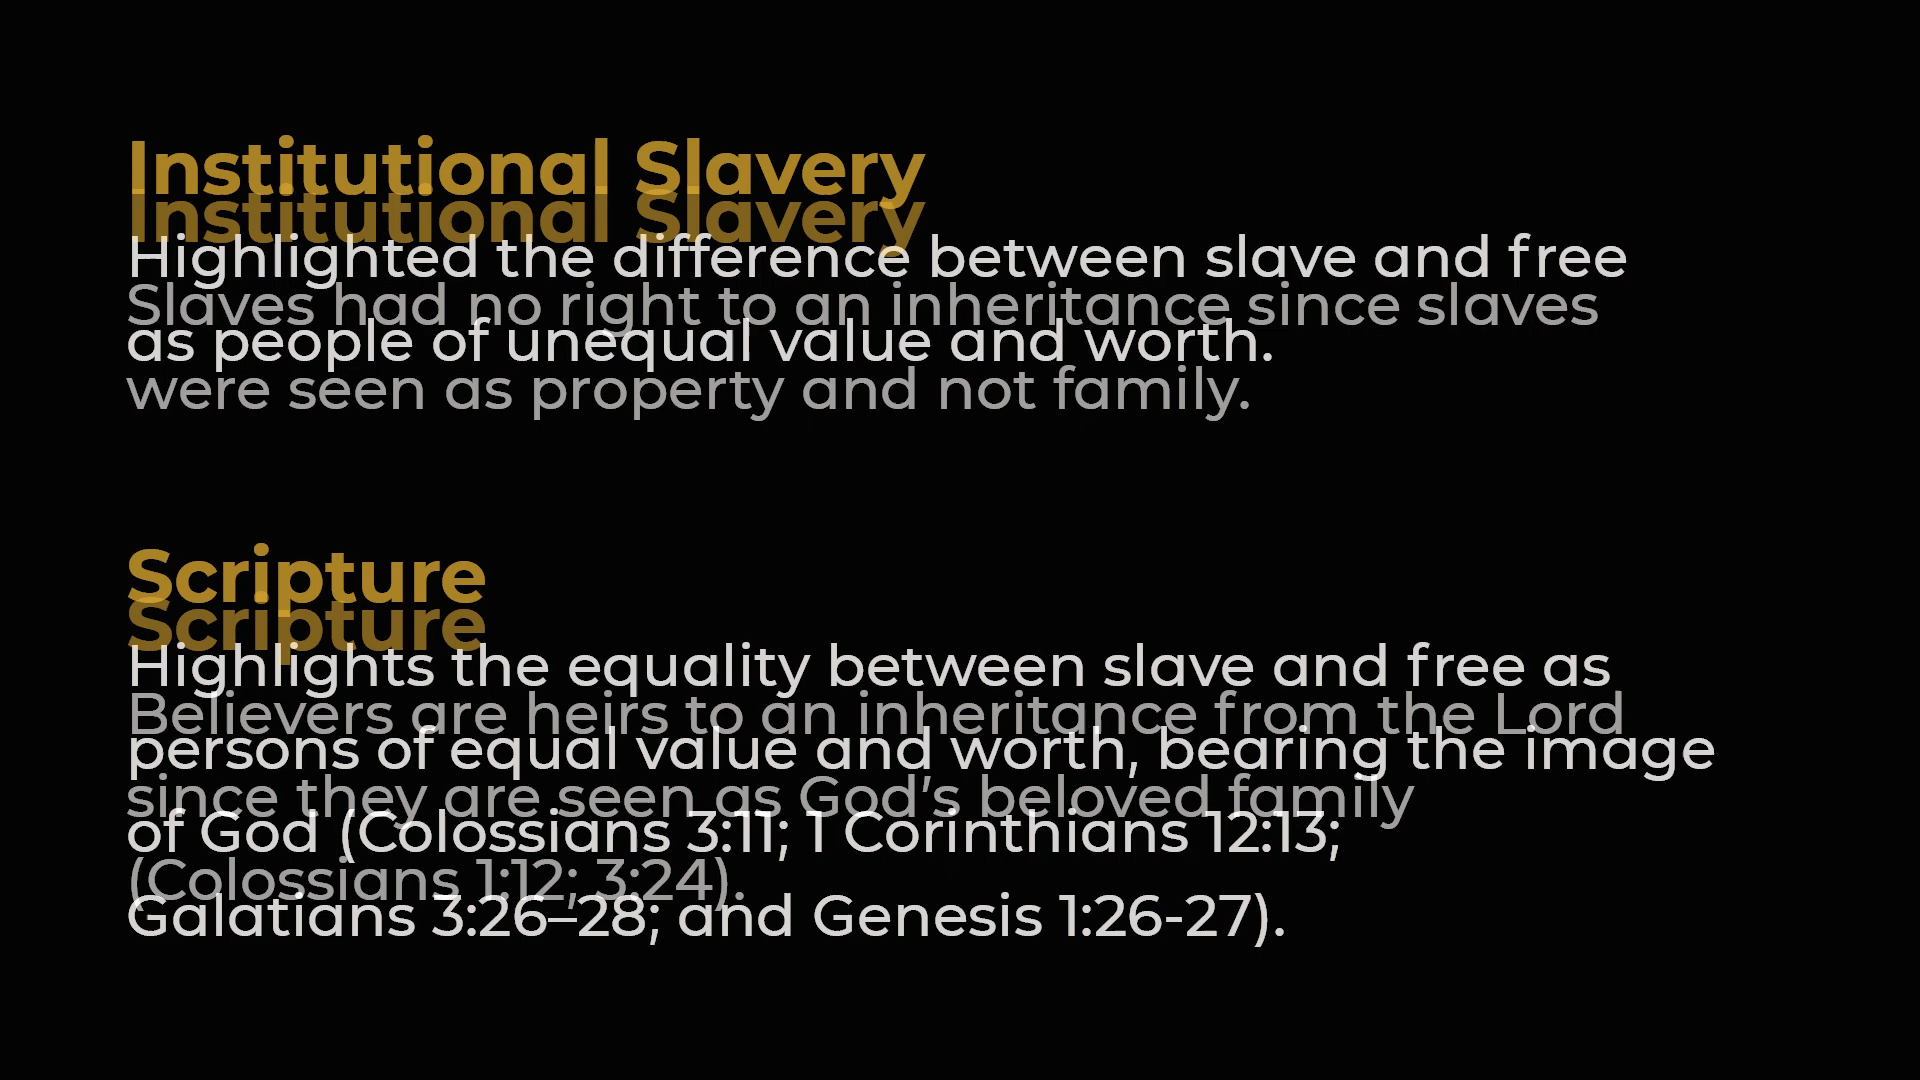 Institutional Slavery
Highlighted the difference between slave and free
as people of unequal value and worth.
Scripture
Highlights the equality between slave and free as
persons of equal value and worth, bearing the image
of God (Colossians 3:11; 1 Corinthians 12:13;
Galatians 3:26–28; and Genesis 1:26-27).
Institutional Slavery
Slaves had no right to an inheritance since slaves
were seen as property and not family.
Scripture
Believers are heirs to an inheritance from the Lord
since they are seen as God’s beloved family
(Colossians 1:12; 3:24).